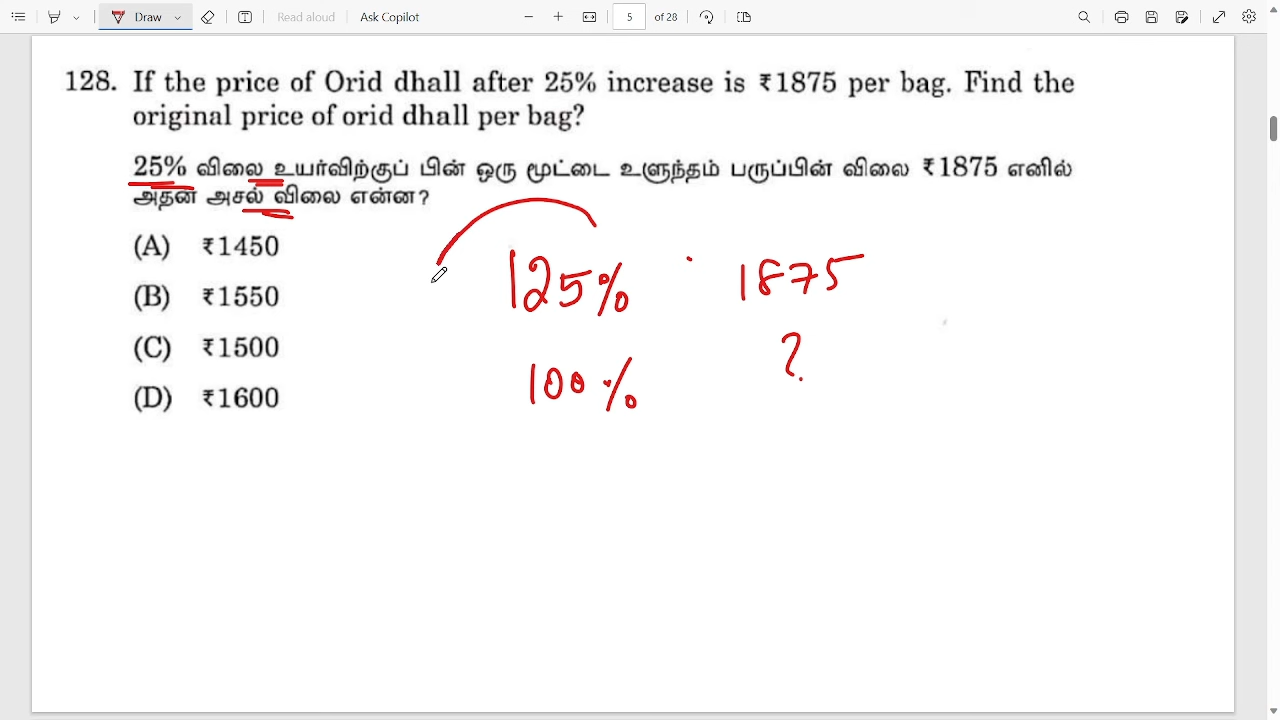 Draw
Read aloud
Ask Copilot
5
of 28
128. If the price of Orid dhall after 25% increase is ₹1875 per bag. Find the
original price of orid dhall per bag?
25% விலை உயர்விற்குப் பின் ஒரு மூட்டை உளுந்தம் பருப்பின் விலை ₹1875 எனில்
அதன் அசல் விலை என்ன?
(A) ₹1450
(B) ₹1550
(C) ₹1500
(D) ₹1600
125% 1875
100% ?